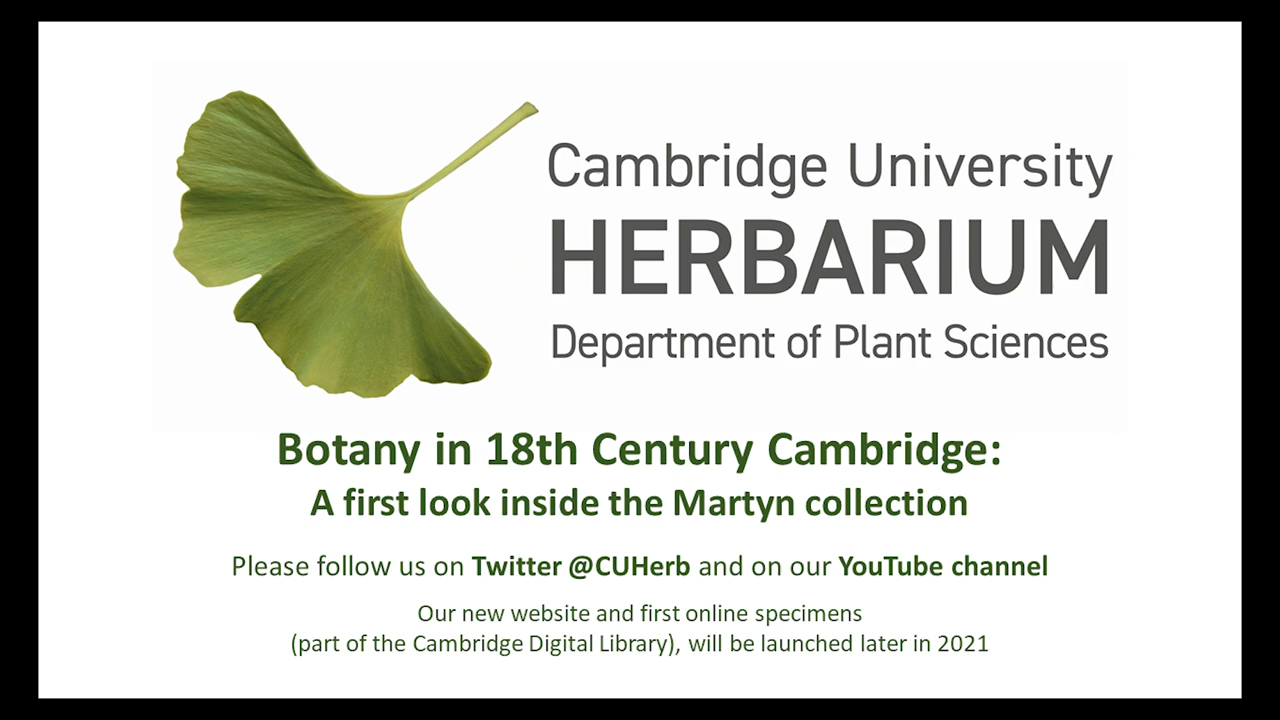 Cambridge University
HERBARIUM
Department of Plant Sciences
Botany in 18th Century Cambridge:
A first look inside the Martyn collection
Please follow us on Twitter @CUHerb and on our YouTube channel
Our new website and first online specimens
(part of the Cambridge Digital Library), will be launched later in 2021